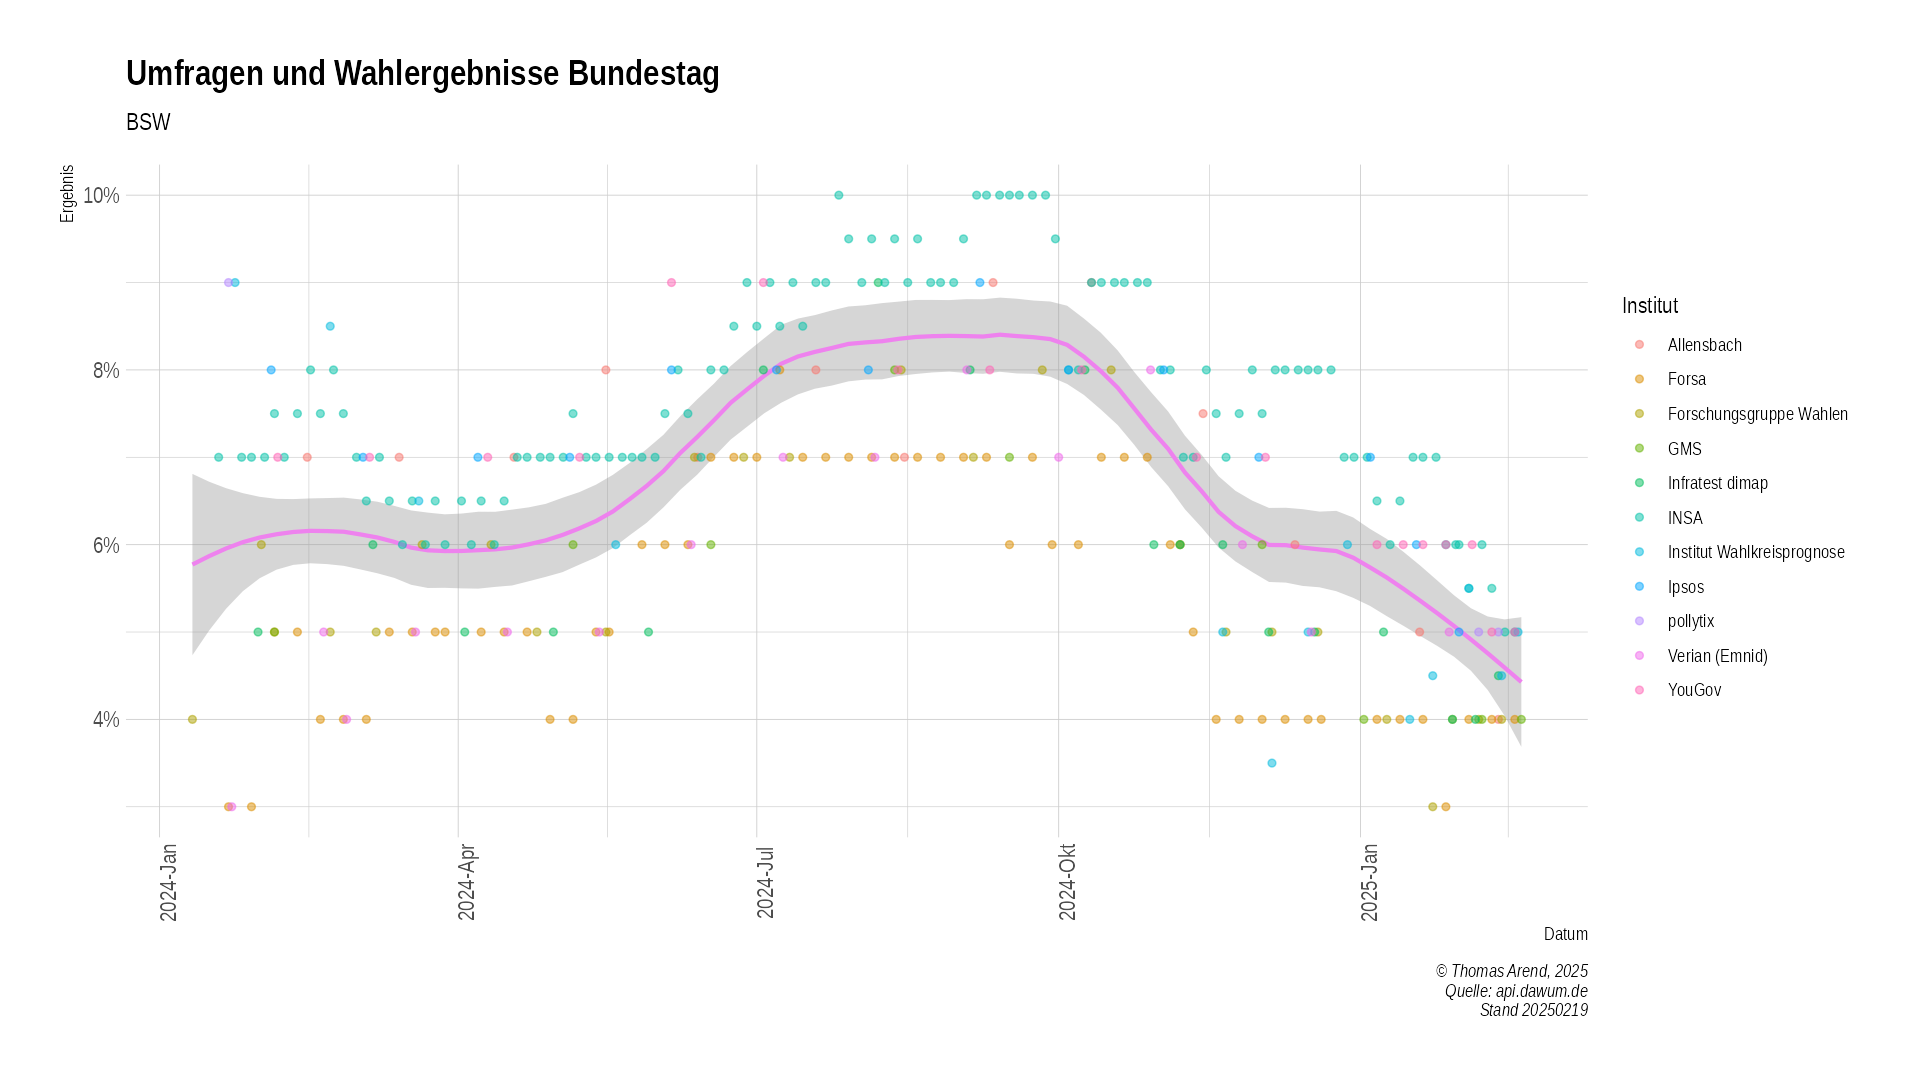 Umfragen und Wahlergebnisse Bundestag
BSW
Ergebnis
10%
8%
6%
4%
2024-Jan
2024-Apr
2024-Jul
2024-Okt
2025-Jan
Datum
Institut
Allensbach
Forsa
Forschungsgruppe Wahlen
GMS
Infratest dimap
INSA
Institut Wahlkreisprognose
Ipsos
pollytix
Verian (Emnid)
YouGov
© Thomas Arend, 2025
Quelle: api.dawum.de
Stand 20250219